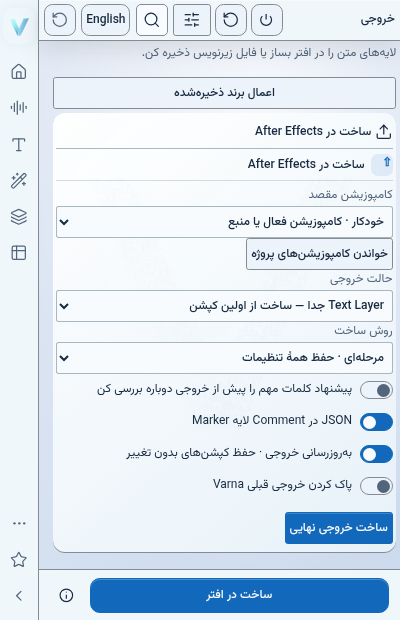 خروجی
English
لایه‌های متن را در افتر بساز یا فایل زیرنویس ذخیره کن.
اعمال برند ذخیره‌شده
ساخت در After Effects
ساخت در After Effects
کامپوزیشن مقصد
خودکار · کامپوزیشن فعال یا منبع
خواندن کامپوزیشن‌های پروژه
حالت خروجی
Text Layer جدا — ساخت از اولین کپشن
روش ساخت
مرحله‌ای · حفظ همهٔ تنظیمات
پیشنهاد کلمات مهم را پیش از خروجی دوباره بررسی کن
JSON در Comment لایه Marker
به‌روزرسانی خروجی · حفظ کپشن‌های بدون تغییر
پاک کردن خروجی قبلی Varna
ساخت خروجی نهایی
ساخت در افتر